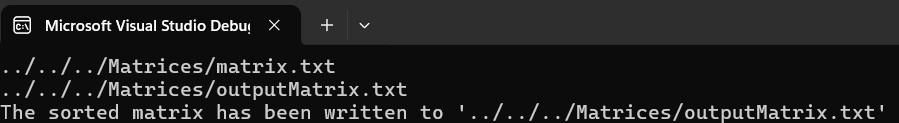 Microsoft Visual Studio Debug
../../../Matrices/matrix.txt
../../../Matrices/outputMatrix.txt
The sorted matrix has been written to '../../../Matrices/outputMatrix.txt'